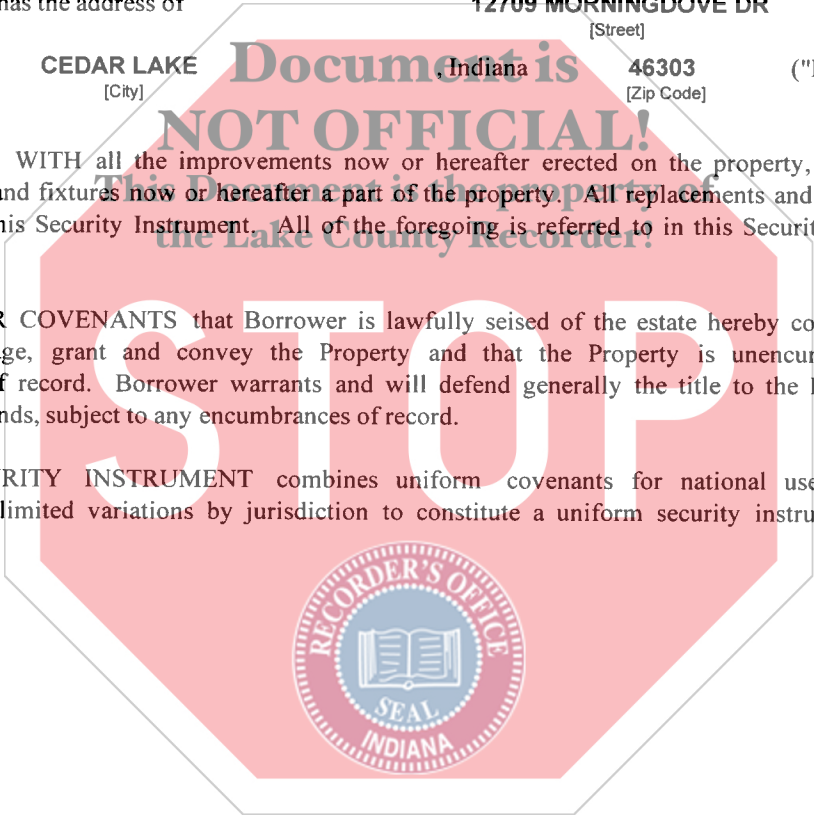 has the address of 12709 MORNINGDOVE DR
[Street]
CEDAR LAKE , Indiana 46303 ("
[City] [Zip Code]
Document is
NOT OFFICIAL!
WITH all the improvements now or hereafter erected on the property,
and fixtures now or hereafter a part of the property. All replacements and
This Document is the property of
his Security Instrument. All of the foregoing is referred to in this Securit
the Lake County Recorder!
R COVENANTS that Borrower is lawfully seised of the estate hereby co
ge, grant and convey the Property and that the Property is unencu
f record. Borrower warrants and will defend generally the title to the
nds, subject to any encumbrances of record.
STOP
RITY INSTRUMENT combines uniform covenants for national use
limited variations by jurisdiction to constitute a uniform security instru
RECORDER'S OFFICE
SEAL
INDIANA